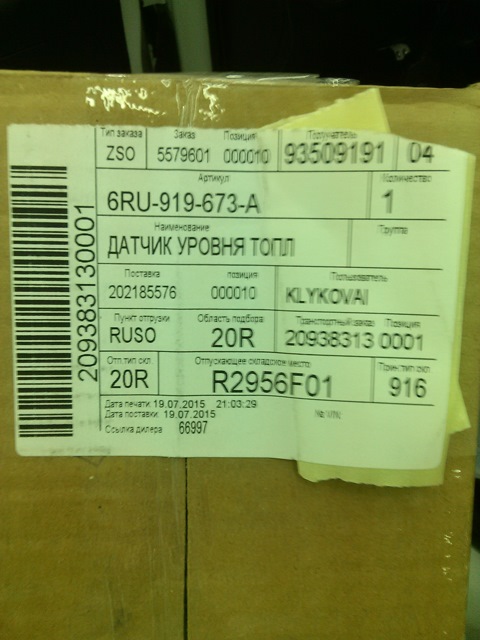 Тип заказа Заказ Позиция Получатель
ZSO 5579601 000010 93509191 04
Артикул Количество
6RU-919-673-A 1
Наименование Группа
ДАТЧИК УРОВНЯ ТОПЛ
Поставка позиция Пользователь
202185576 000010 KLYKOVAI
Пункт отгрузки Область подбора Транспортный заказ Позиция
RUSO 20R 20938313 0001
Отп.тип скл Отпускающее складское место Прин.тип скл
20R R2956F01 916
Дата печати: 19.07.2015 21:03:29
Дата поставки: 19.07.2015
Ссылка дилера 66997
№ VIN:
209383130001